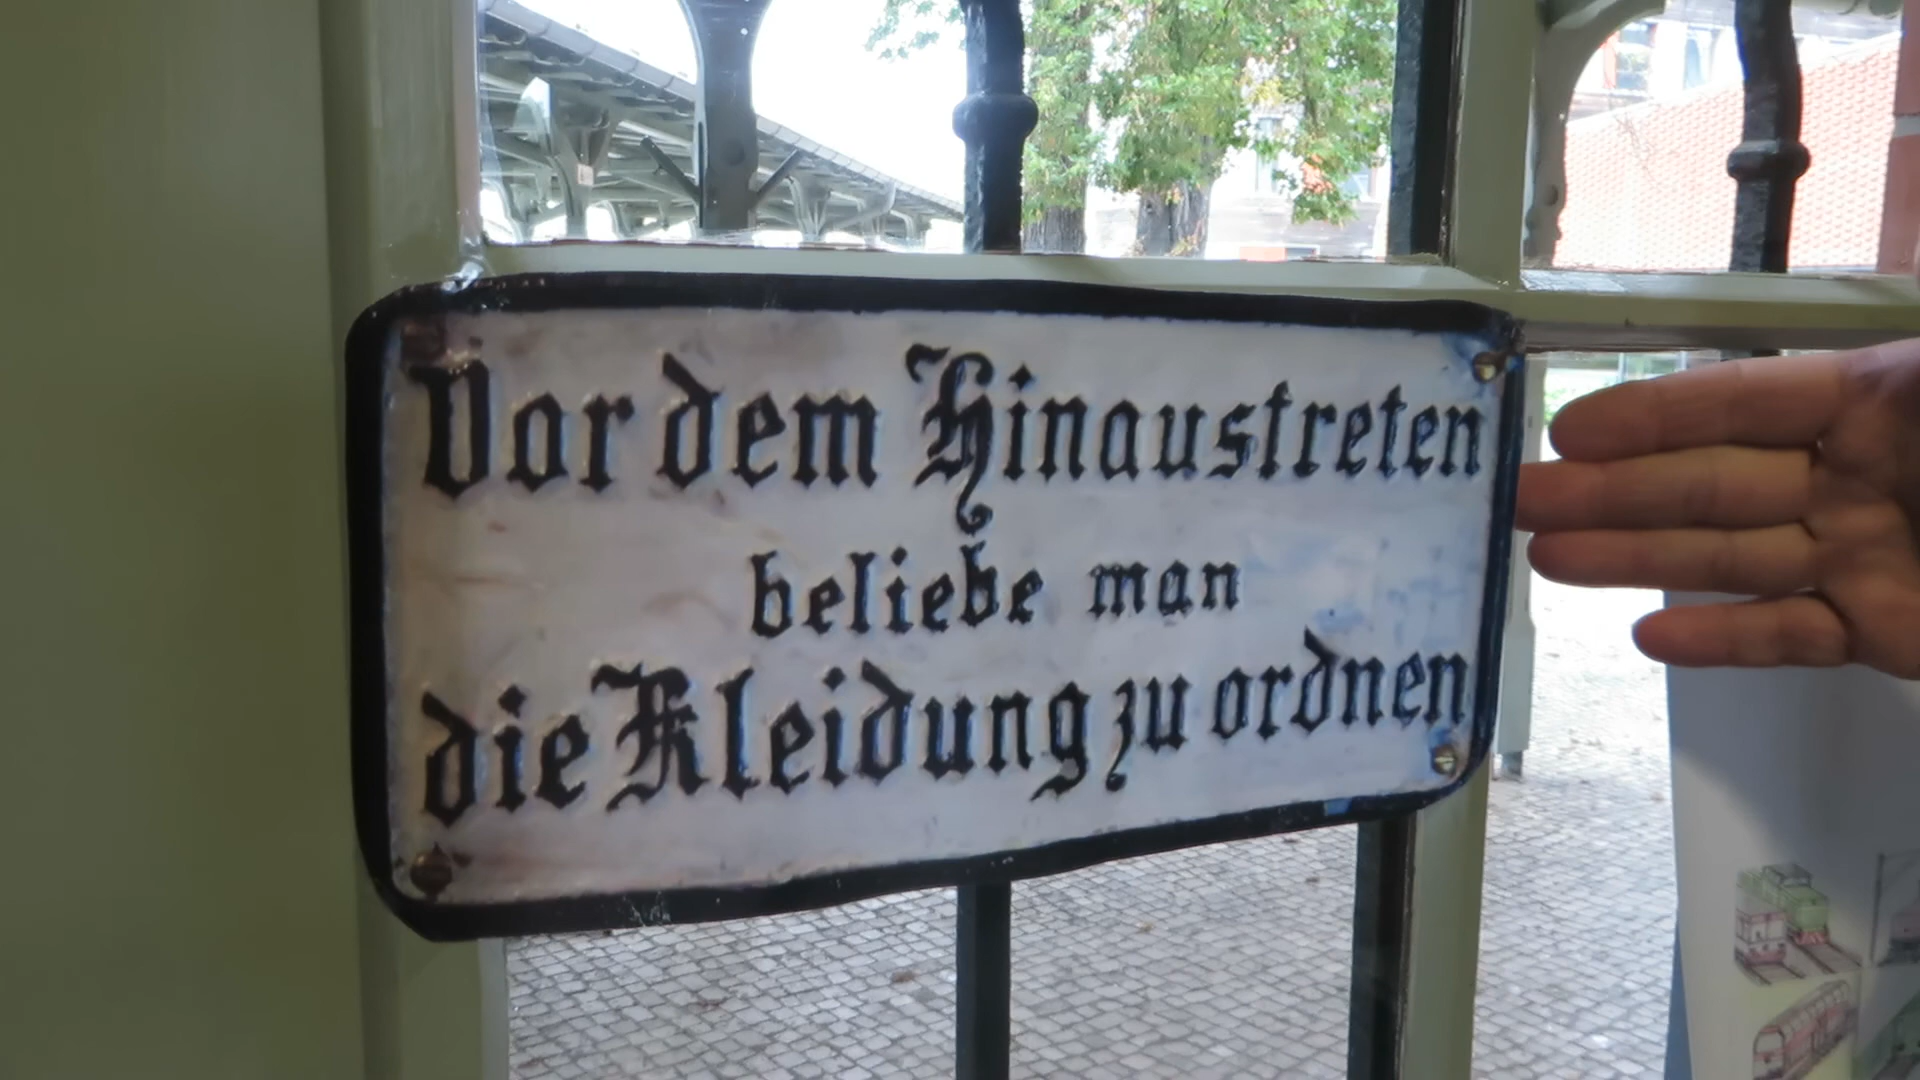 Vor dem Hinaustreten
beliebe man
die Kleidung zu ordnen